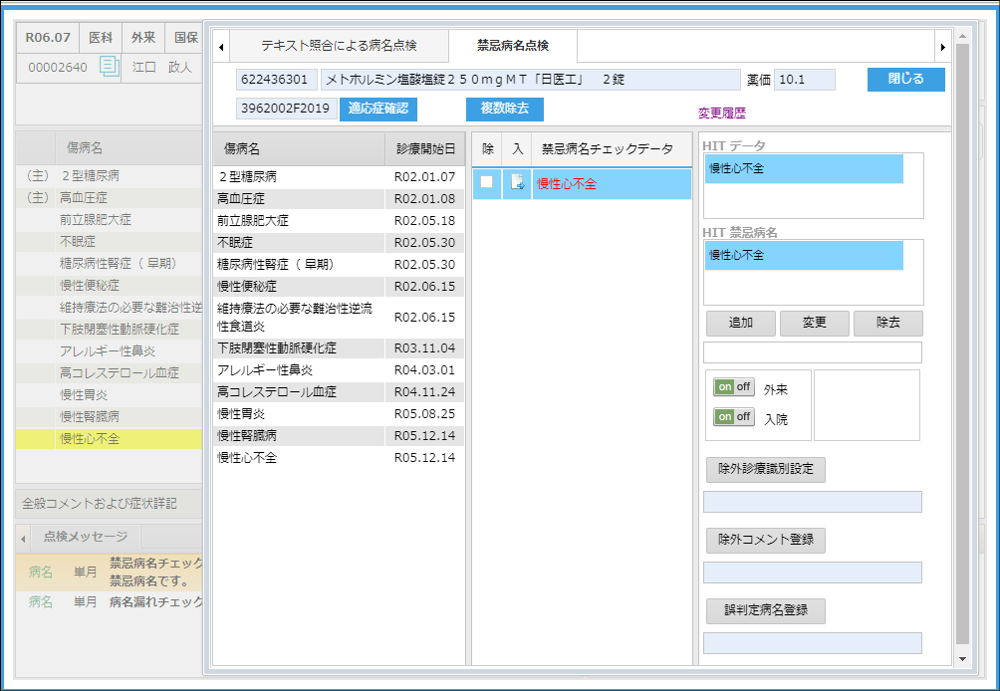 R06.07 医科 外来 国保
00002640 江口 政人
傷病名
（主） ２型糖尿病
（主） 高血圧症
前立腺肥大症
不眠症
糖尿病性腎症（ 早期）
慢性便秘症
維持療法の必要な難治性逆
下肢閉塞性動脈硬化症
アレルギー性鼻炎
高コレステロール血症
慢性胃炎
慢性腎臓病
慢性心不全
全般コメントおよび症状詳記
点検メッセージ
病名 単月 禁忌病名チェック
禁忌病名です。
病名 単月 病名漏れチェック
テキスト照合による病名点検 禁忌病名点検
622436301 メトホルミン塩酸塩錠２５０ｍｇＭＴ「日医工」 ２錠 薬価 10.1 閉じる
3962002F2019 適応症確認 複数除去 変更履歴
傷病名 診療開始日
２型糖尿病 R02.01.07
高血圧症 R02.01.08
前立腺肥大症 R02.05.18
不眠症 R02.05.30
糖尿病性腎症（ 早期） R02.05.30
慢性便秘症 R02.06.15
維持療法の必要な難治性逆流
性食道炎 R02.06.15
下肢閉塞性動脈硬化症 R03.11.04
アレルギー性鼻炎 R04.03.01
高コレステロール血症 R04.11.24
慢性胃炎 R05.08.25
慢性腎臓病 R05.12.14
慢性心不全 R05.12.14
除 入 禁忌病名チェックデータ
慢性心不全
HIT データ
慢性心不全
HIT 禁忌病名
慢性心不全
追加 変更 除去
on off 外来
on off 入院
除外診療識別設定
除外コメント登録
誤判定病名登録